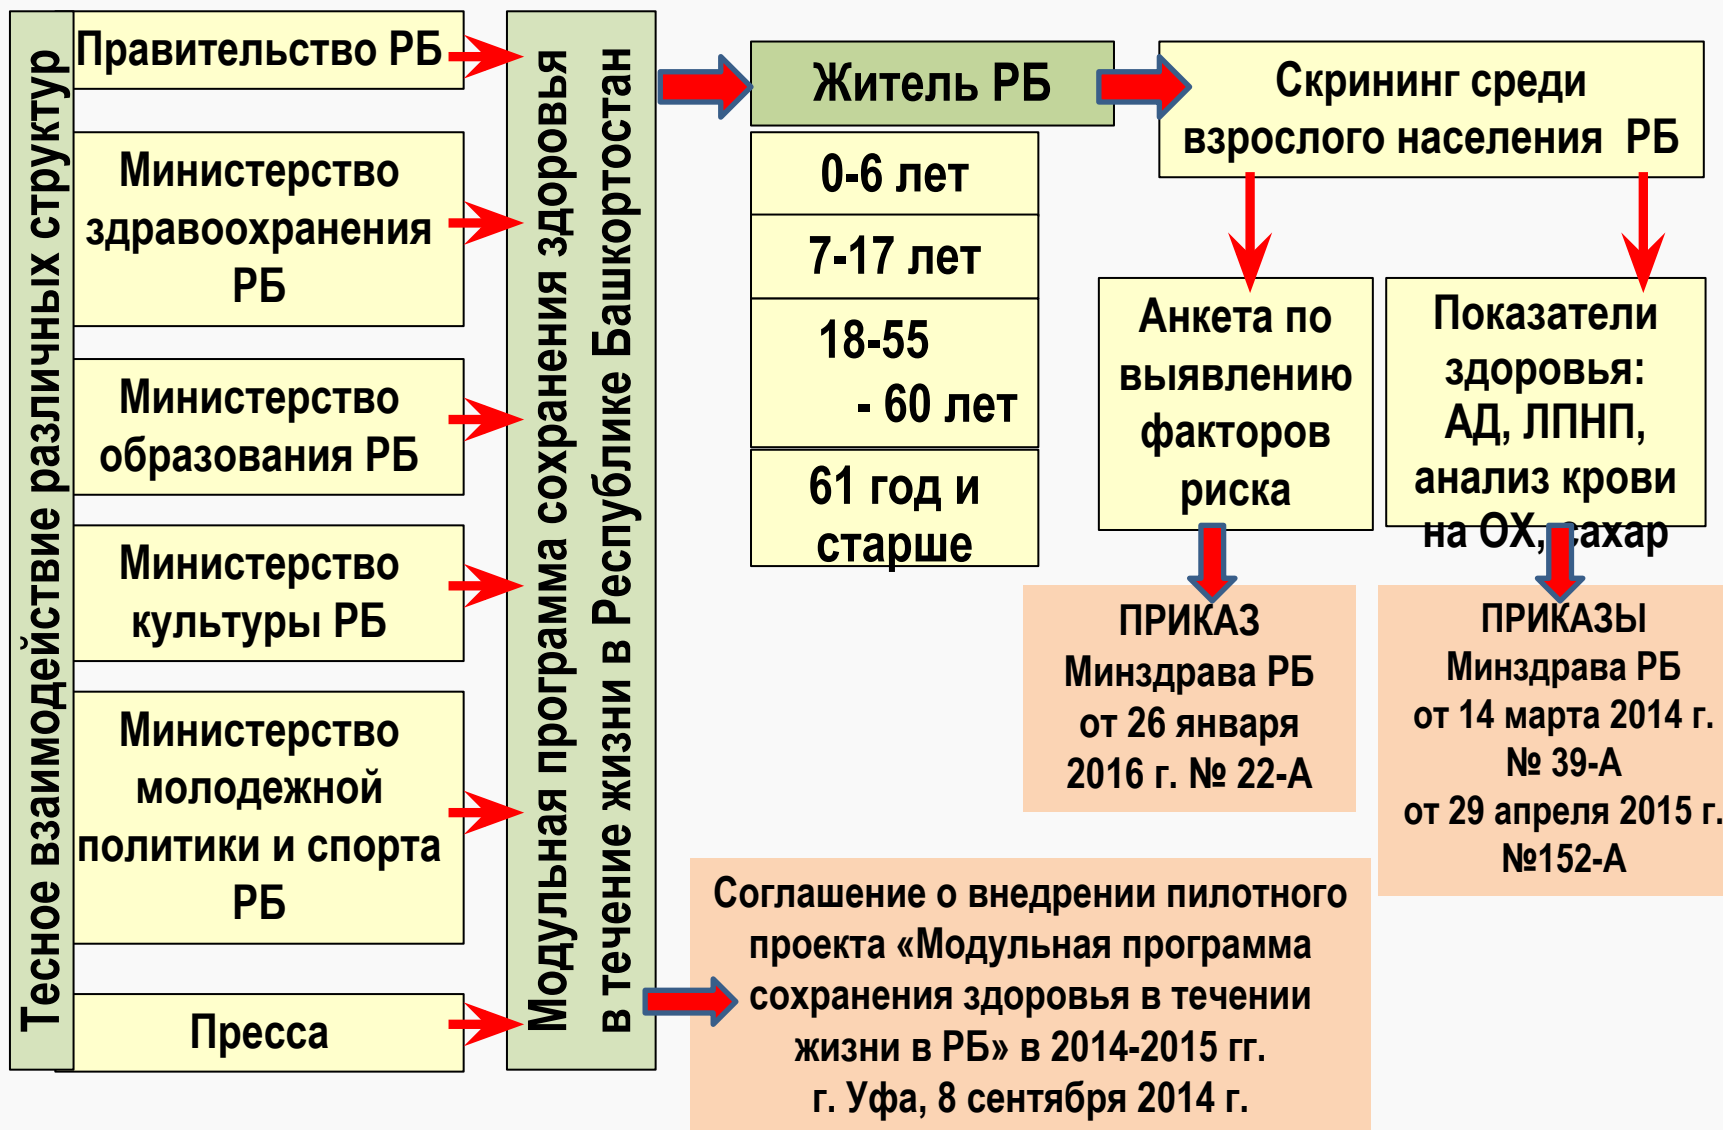 Тесное взаимодействие различных структур
Правительство РБ
Министерство
здравоохранения
РБ
Министерство
образования РБ
Министерство
культуры РБ
Министерство
молодежной
политики и спорта
РБ
Пресса
Модульная программа сохранения здоровья
в течение жизни в Республике Башкортостан
Житель РБ
0-6 лет
7-17 лет
18-55
- 60 лет
61 год и
старше
Скрининг среди
взрослого населения РБ
Анкета по
выявлению
факторов
риска
Показатели
здоровья:
АД, ЛПНП,
анализ крови
на ОХ, сахар
ПРИКАЗ
Минздрава РБ
от 26 января
2016 г. № 22-А
ПРИКАЗЫ
Минздрава РБ
от 14 марта 2014 г.
№ 39-А
от 29 апреля 2015 г.
№152-А
Соглашение о внедрении пилотного
проекта «Модульная программа
сохранения здоровья в течении
жизни в РБ» в 2014-2015 гг.
г. Уфа, 8 сентября 2014 г.